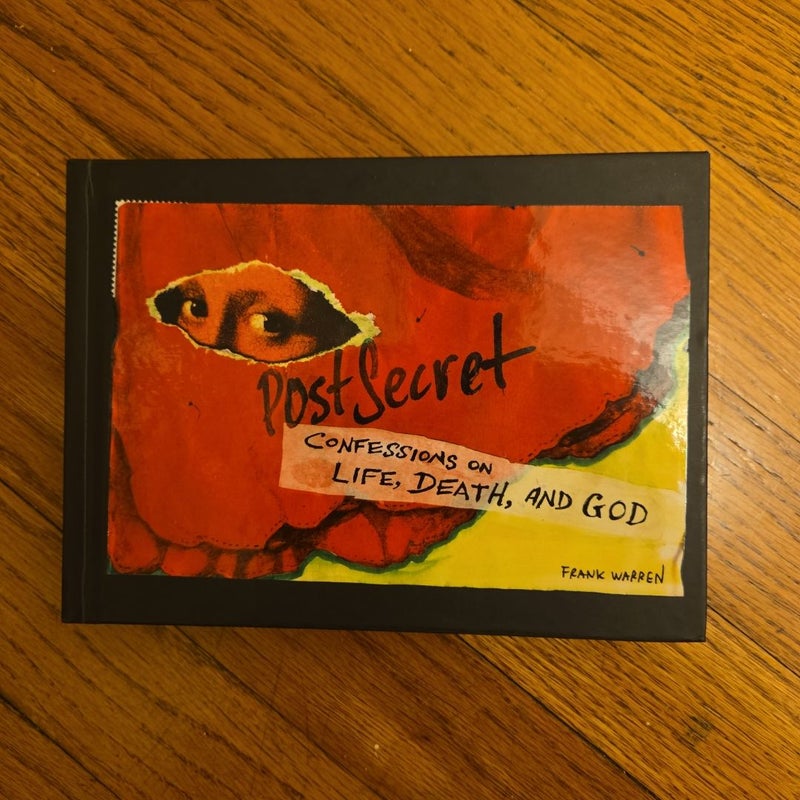 PostSecret
CONFESSIONS ON
LIFE, DEATH, AND GOD
FRANK WARREN